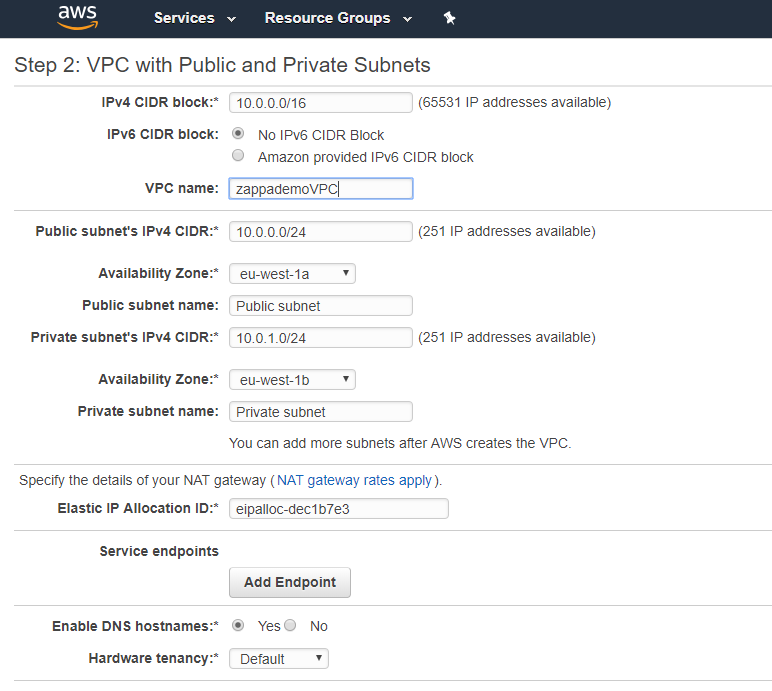 aws Services Resource Groups
Step 2: VPC with Public and Private Subnets
IPv4 CIDR block:* 10.0.0.0/16 (65531 IP addresses available)
IPv6 CIDR block: No IPv6 CIDR Block
Amazon provided IPv6 CIDR block
VPC name: zappademoVPC
Public subnet's IPv4 CIDR:* 10.0.0.0/24 (251 IP addresses available)
Availability Zone:* eu-west-1a
Public subnet name: Public subnet
Private subnet's IPv4 CIDR:* 10.0.1.0/24 (251 IP addresses available)
Availability Zone:* eu-west-1b
Private subnet name: Private subnet
You can add more subnets after AWS creates the VPC.
Specify the details of your NAT gateway (NAT gateway rates apply).
Elastic IP Allocation ID:* eipalloc-dec1b7e3
Service endpoints
Add Endpoint
Enable DNS hostnames:* Yes No
Hardware tenancy:* Default